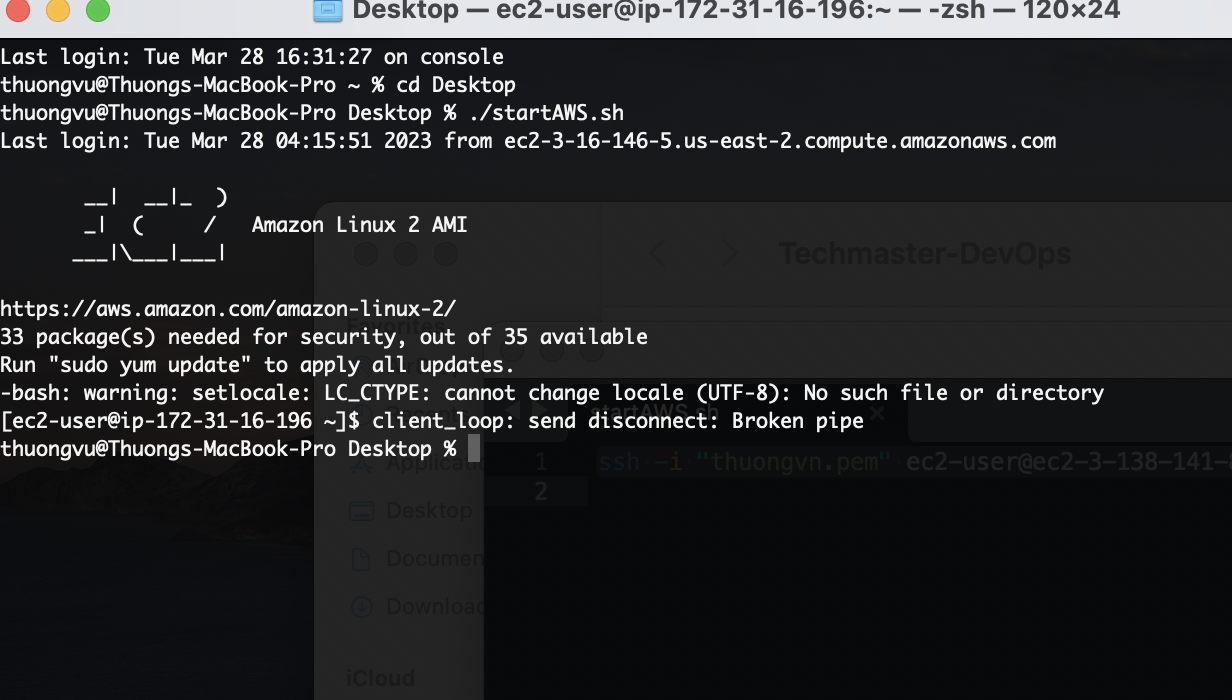 Desktop — ec2-user@ip-172-31-16-196:~ — -zsh — 120×24
Last login: Tue Mar 28 16:31:27 on console
thuongvu@Thuongs-MacBook-Pro ~ % cd Desktop
thuongvu@Thuongs-MacBook-Pro Desktop % ./startAWS.sh
Last login: Tue Mar 28 04:15:51 2023 from ec2-3-16-146-5.us-east-2.compute.amazonaws.com
__|  __|_  )
_|  (     /   Amazon Linux 2 AMI
___|\___|___|
Techmaster-DevOps
https://aws.amazon.com/amazon-linux-2/
Favorites
33 package(s) needed for security, out of 35 available
Run "sudo yum update" to apply all updates.
-bash: warning: setlocale: LC_CTYPE: cannot change locale (UTF-8): No such file or directory
startAWS.sh
[ec2-user@ip-172-31-16-196 ~]$ client_loop: send disconnect: Broken pipe
thuongvu@Thuongs-MacBook-Pro Desktop %
Applicati
1 ssh -i "thuongvn.pem" ec2-user@ec2-3-138-141-
2
Desktop
Documen
Download
iCloud